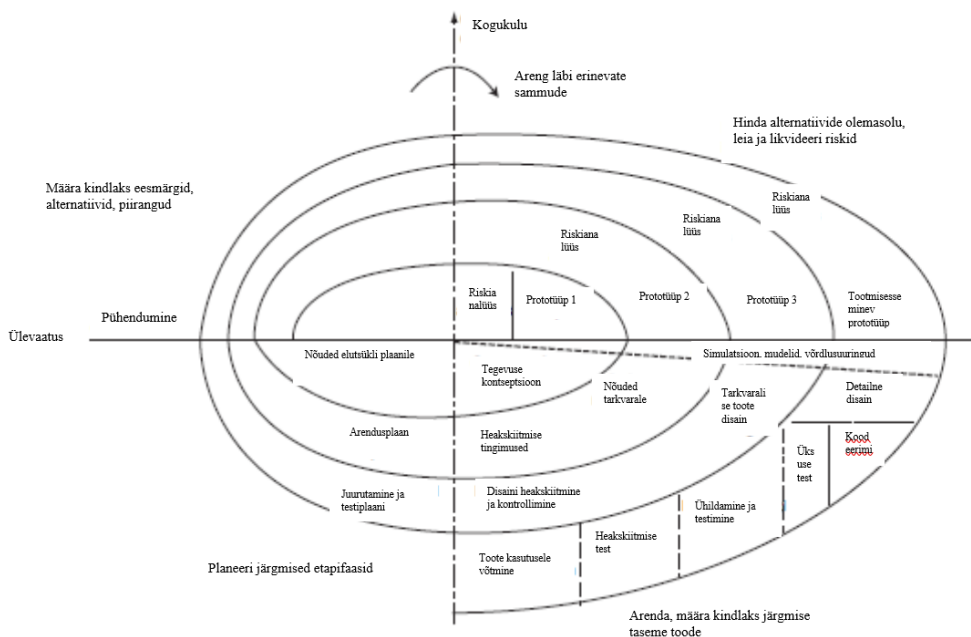 Kogukulu
Areng läbi erinevate
sammude
Hinda alternatiivide olemasolu,
leia ja likvideeri riskid
Määra kindlaks eesmärgid,
alternatiivid, piirangud
Riskiana
lüüs
Riskiana
lüüs
Riskiana
lüüs
Riskia
nalüüs
Prototüüp 1
Prototüüp 2
Prototüüp 3
Tootmisesse
minev
prototüüp
Pühendumine
Ülevaatus
Nõuded elutsükli plaanile
Simulatsioon, mudelid, võrdlusuuringud
Tegevuse
kontseptsioon
Nõuded
tarkvarale
Tarkvarali
se toote
disain
Detailne
disain
Arendusplaan
Heakskiitmise
tingimused
Üks
use
test
Kood
eerimi
Juurutamine ja
testiplaani
Disaini heakskiitmine
ja kontrollimine
Ühildamine ja
testimine
Heakskiitmise
test
Toote kasutusele
võtmine
Planeeri järgmised etapifaasid
Arenda, määra kindlaks järgmise
taseme toode